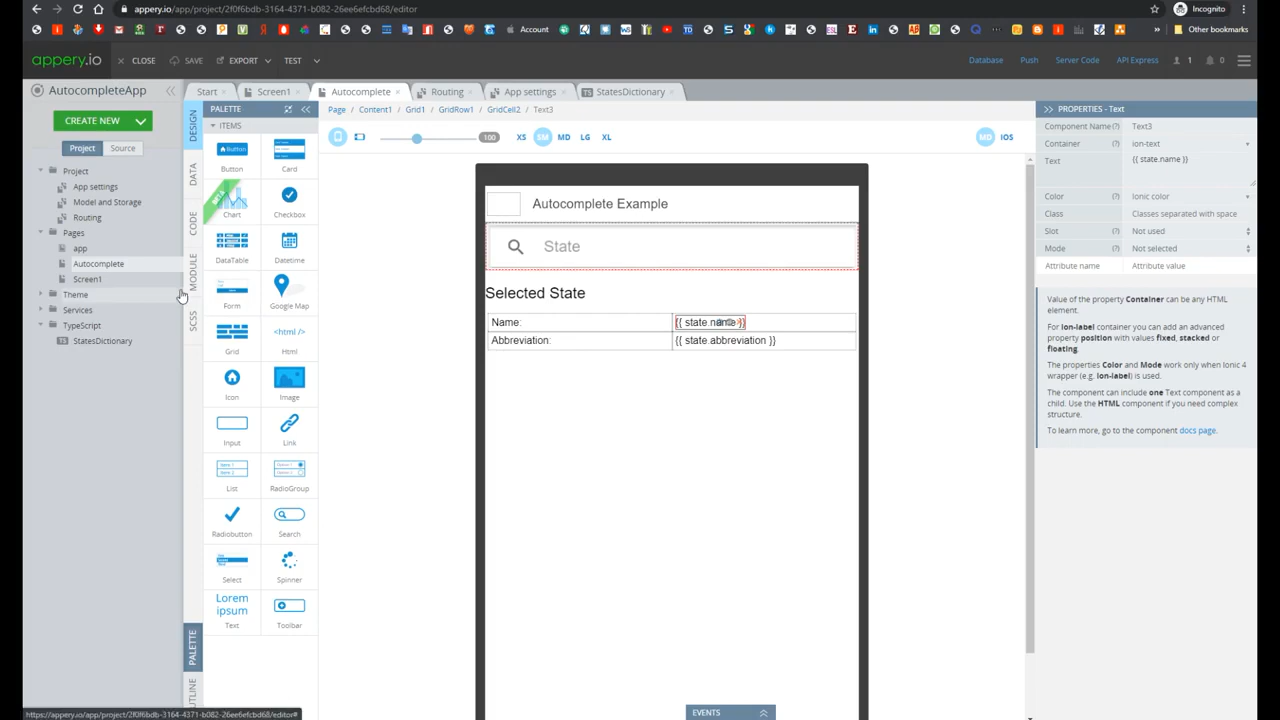 appery.io/app/project/2f0f6bdb-3164-4371-b082-26ee6efcbd68/editor
Incognito
Account
Other bookmarks
appery.io
CLOSE
SAVE
EXPORT
TEST
Database
Push
Server Code
API Express
1
0
AutocompleteApp
Start
Screen1
Autocomplete
Routing
App settings
StatesDictionary
CREATE NEW
Project
Source
Project
App settings
Model and Storage
Routing
Pages
app
Autocomplete
Screen1
Theme
Services
TypeScript
StatesDictionary
DESIGN
DATA
CODE
MODULE
SCSS
PALETTE
OUTLINE
PALETTE
ITEMS
Button
Card
BETA
Chart
Checkbox
DataTable
Datetime
Form
Google Map
<html />
Grid
Html
Icon
Image
Input
Link
List
RadioGroup
Radiobutton
Search
Select
Spinner
Lorem
ipsum
Text
Toolbar
Page
Content1
Grid1
GridRow1
GridCell2
Text3
100
XS
SM
MD
LG
XL
MD
IOS
Autocomplete Example
State
Selected State
Name:
{{ state.name }}
Abbreviation:
{{ state.abbreviation }}
EVENTS
PROPERTIES - Text
Component Name (?)
Text3
Container (?)
ion-text
Text
{{ state.name }}
Color (?)
Ionic color
Class (?)
Classes separated with space
Slot (?)
Not used
Mode (?)
Not selected
Attribute name
Attribute value
Value of the property Container can be any HTML
element.
For ion-label container you can add an advanced
property position with values fixed, stacked or
floating.
The properties Color and Mode work only when Ionic 4
wrapper (e.g. ion-label) is used.
The component can include one Text component as a
child. Use the HTML component if you need complex
structure.
To learn more, go to the component docs page.
https://appery.io/app/project/2f0f6bdb-3164-4371-b082-26ee6efcbd68/editor#